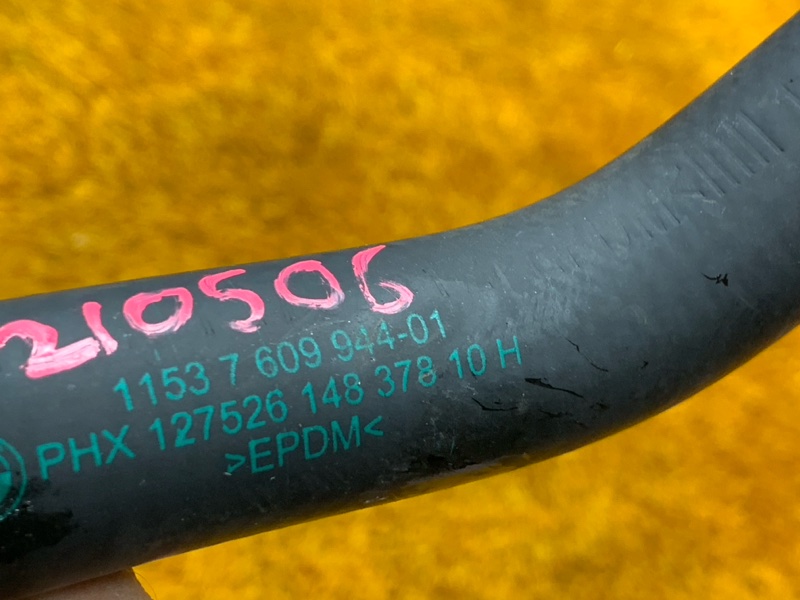 210506
1153 7 609 944-01
PHX 127526 148 378 10 H
>EPDM<